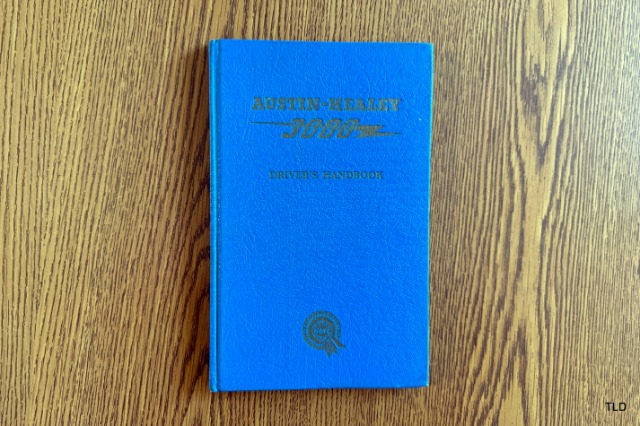 AUSTIN-HEALEY
3000
DRIVER'S HANDBOOK
TLD